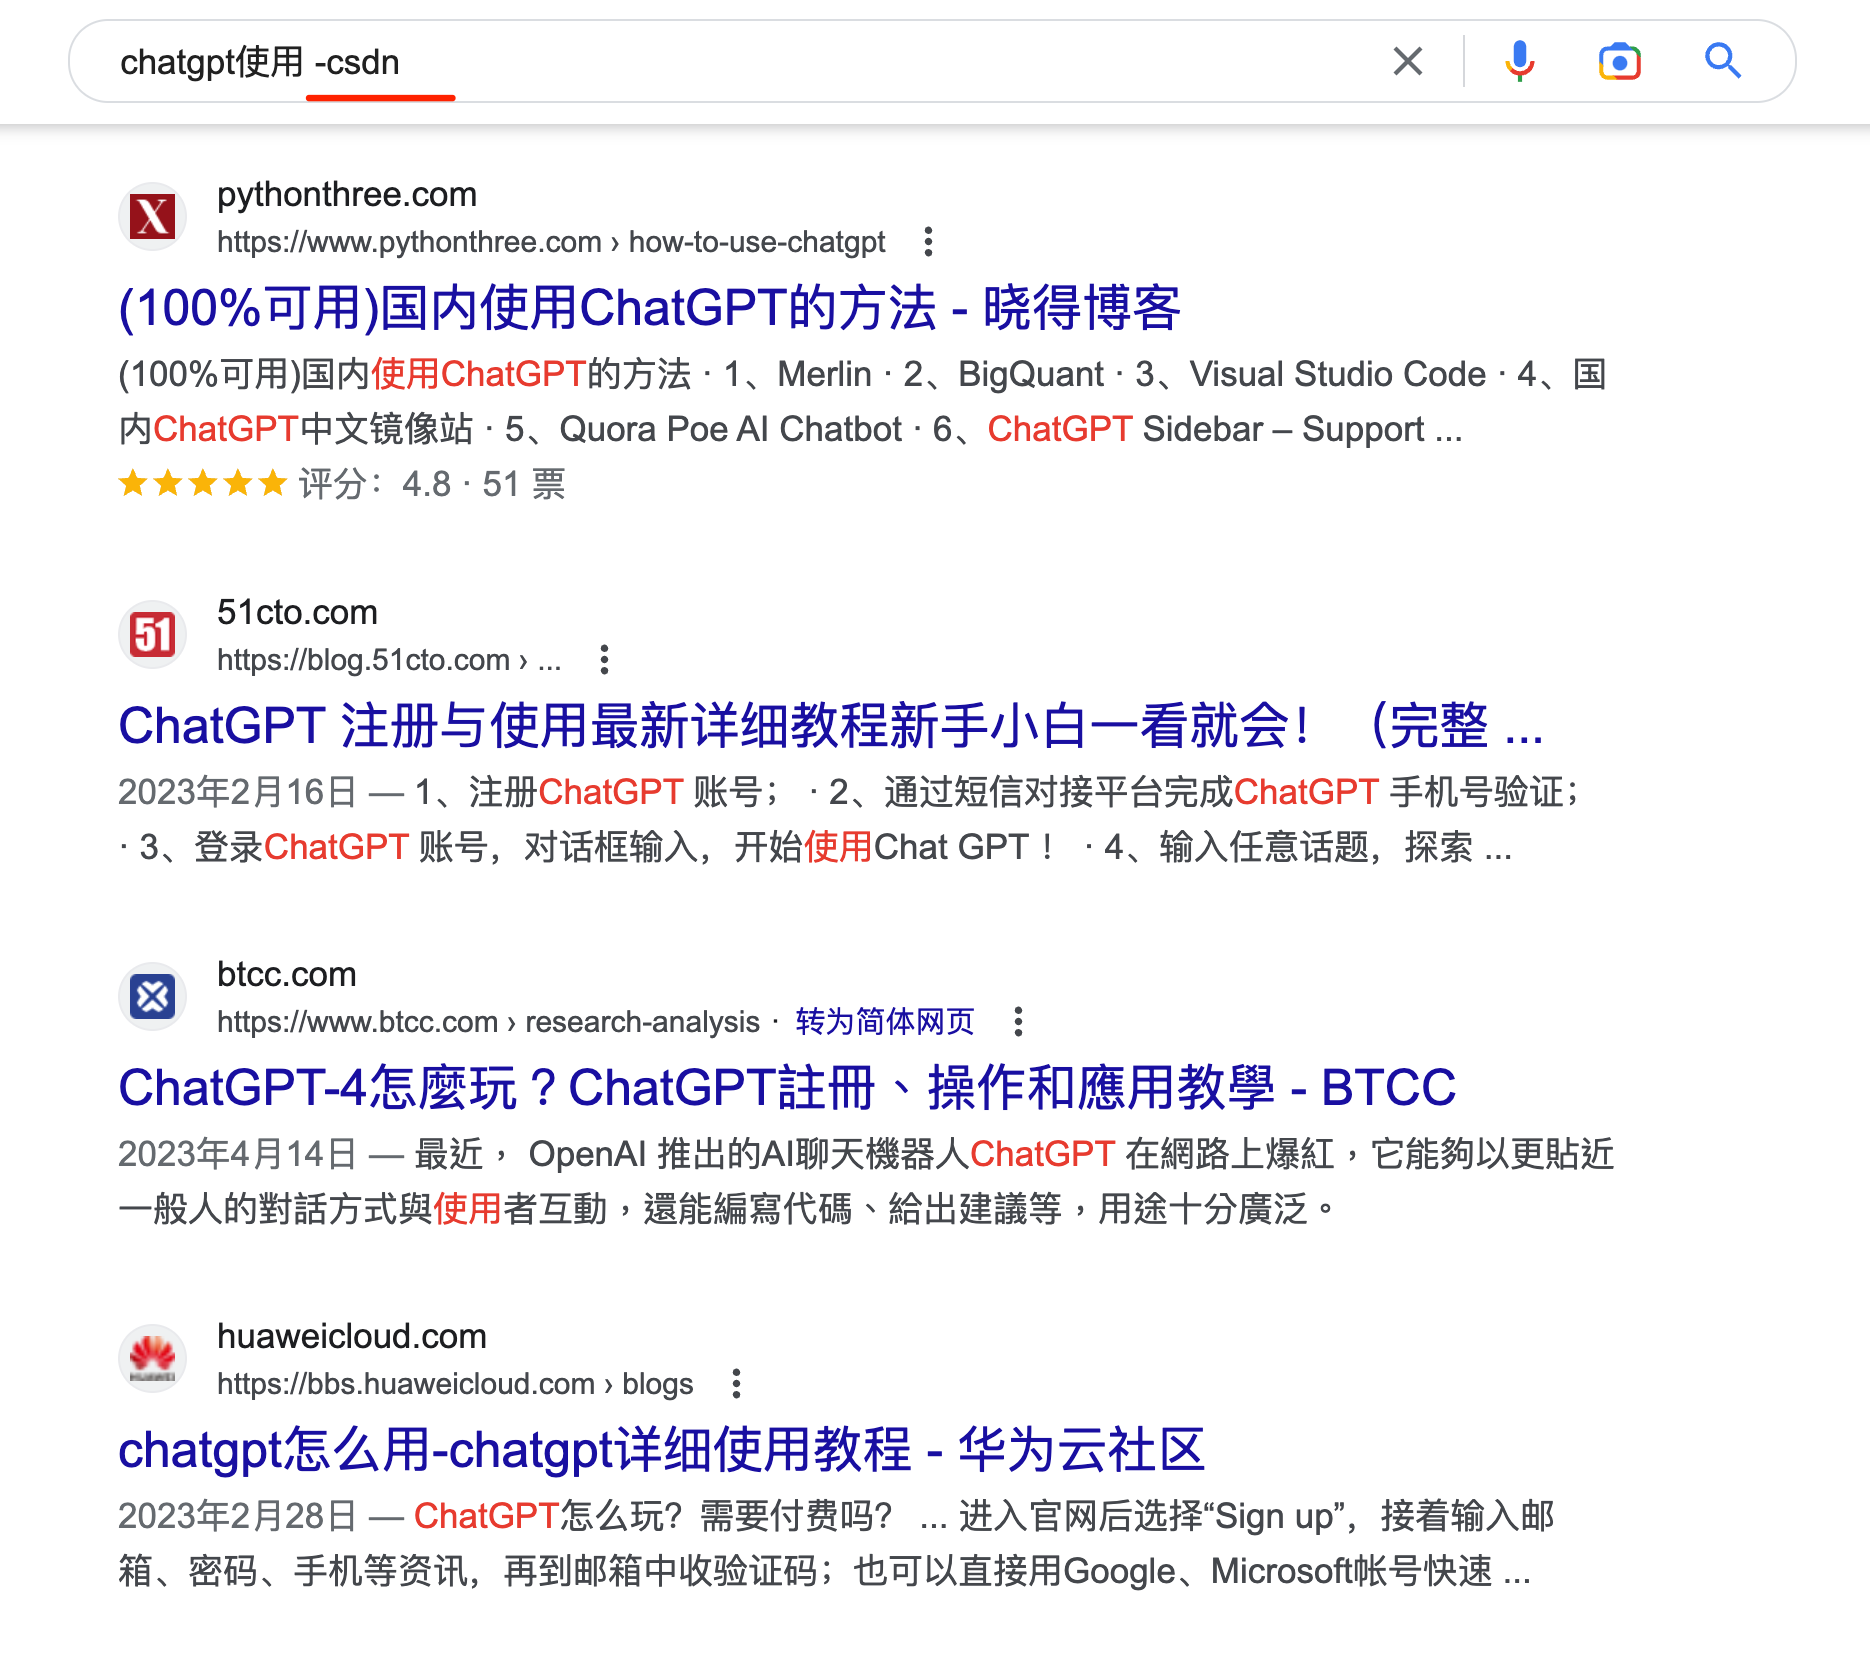 chatgpt使用 -csdn
pythonthree.com
https://www.pythonthree.com › how-to-use-chatgpt
(100%可用)国内使用ChatGPT的方法 - 晓得博客
(100%可用)国内使用ChatGPT的方法 · 1、Merlin · 2、BigQuant · 3、Visual Studio Code · 4、国
内ChatGPT中文镜像站 · 5、Quora Poe AI Chatbot · 6、ChatGPT Sidebar – Support ...
评分：4.8 · 51 票
51
51cto.com
https://blog.51cto.com › ...
ChatGPT 注册与使用最新详细教程新手小白一看就会！（完整 ...
2023年2月16日 — 1、注册ChatGPT 账号； · 2、通过短信对接平台完成ChatGPT 手机号验证；
· 3、登录ChatGPT 账号，对话框输入，开始使用Chat GPT ！ · 4、输入任意话题，探索 ...
btcc.com
https://www.btcc.com › research-analysis · 转为简体网页
ChatGPT-4怎麼玩？ChatGPT註冊、操作和應用教學 - BTCC
2023年4月14日 — 最近， OpenAI 推出的AI聊天機器人ChatGPT 在網路上爆紅，它能夠以更貼近
一般人的對話方式與使用者互動，還能編寫代碼、給出建議等，用途十分廣泛。
HUAWEI
huaweicloud.com
https://bbs.huaweicloud.com › blogs
chatgpt怎么用-chatgpt详细使用教程 - 华为云社区
2023年2月28日 — ChatGPT怎么玩？需要付费吗？ ... 进入官网后选择“Sign up”，接着输入邮
箱、密码、手机等资讯，再到邮箱中收验证码；也可以直接用Google、Microsoft帐号快速 ...